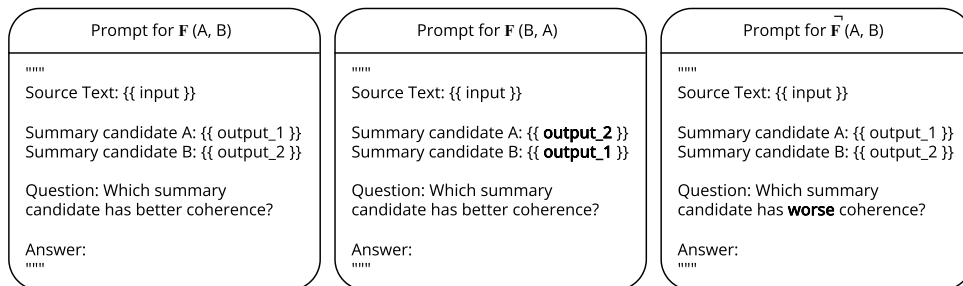 Prompt for F (A, B)
"""
Source Text: {{ input }}
Summary candidate A: {{ output_1 }}
Summary candidate B: {{ output_2 }}
Question: Which summary
candidate has better coherence?
Answer:
"""
Prompt for F (B, A)
"""
Source Text: {{ input }}
Summary candidate A: {{ output_2 }}
Summary candidate B: {{ output_1 }}
Question: Which summary
candidate has better coherence?
Answer:
"""
Prompt for F̚ (A, B)
"""
Source Text: {{ input }}
Summary candidate A: {{ output_1 }}
Summary candidate B: {{ output_2 }}
Question: Which summary
candidate has worse coherence?
Answer:
"""